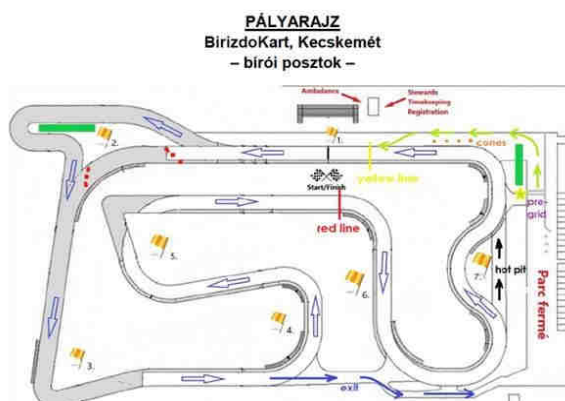 PÁLYARAJZ
BirizdoKart, Kecskemét
– bírói posztok –
Ambulance
Stewards
Timekeeping
Registration
1.
2.
cones
yellow line
Start/Finish
pre-
grid
red line
5.
6.
7.
hot pit
Parc fermé
4.
3.
exit